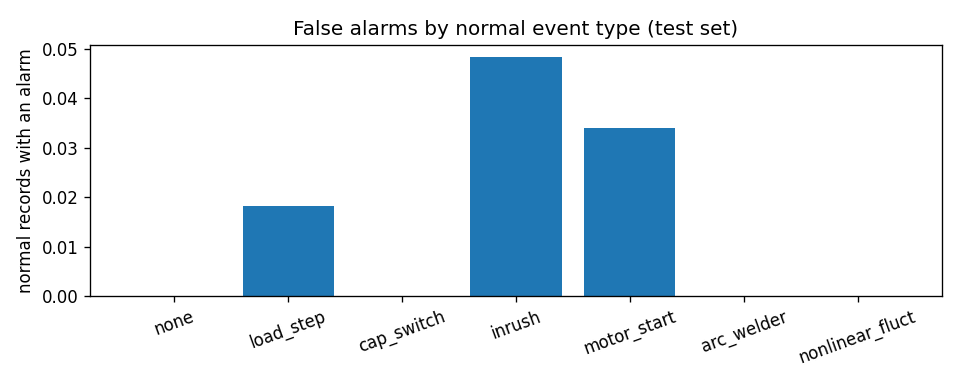 False alarms by normal event type (test set)
normal records with an alarm
0.05
0.04
0.03
0.02
0.01
0.00
none
load_step
cap_switch
inrush
motor_start
arc_welder
nonlinear_fluct